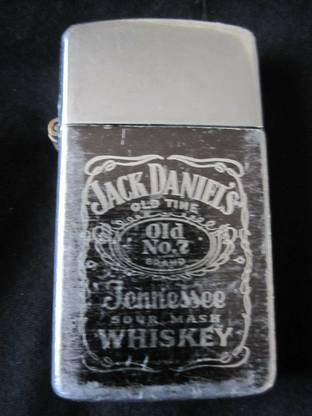 JACK DANIEL'S
OLD TIME
Old
No. 7
BRAND
Tennessee
SOUR MASH
WHISKEY